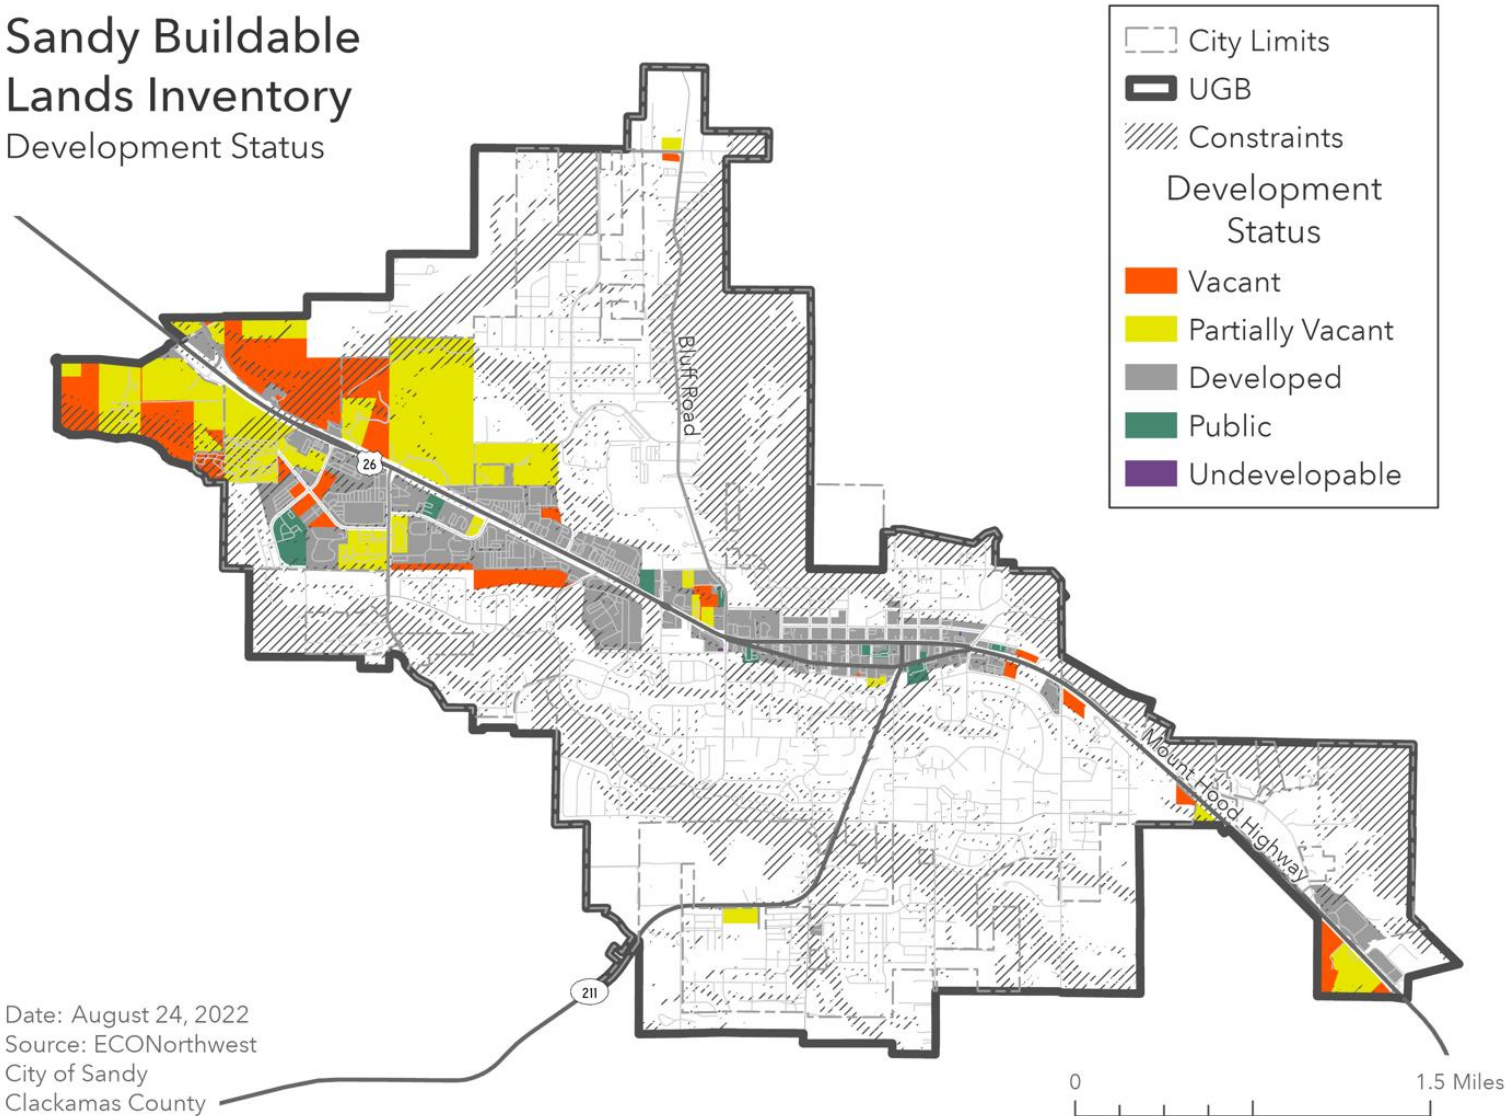 Sandy Buildable
Lands Inventory
Development Status
City Limits
UGB
Constraints
Development
Status
Vacant
Partially Vacant
Developed
Public
Undevelopable
Bluff Road
26
Mount Hood Highway
211
Date: August 24, 2022
Source: ECONorthwest
City of Sandy
Clackamas County
0
1.5 Miles